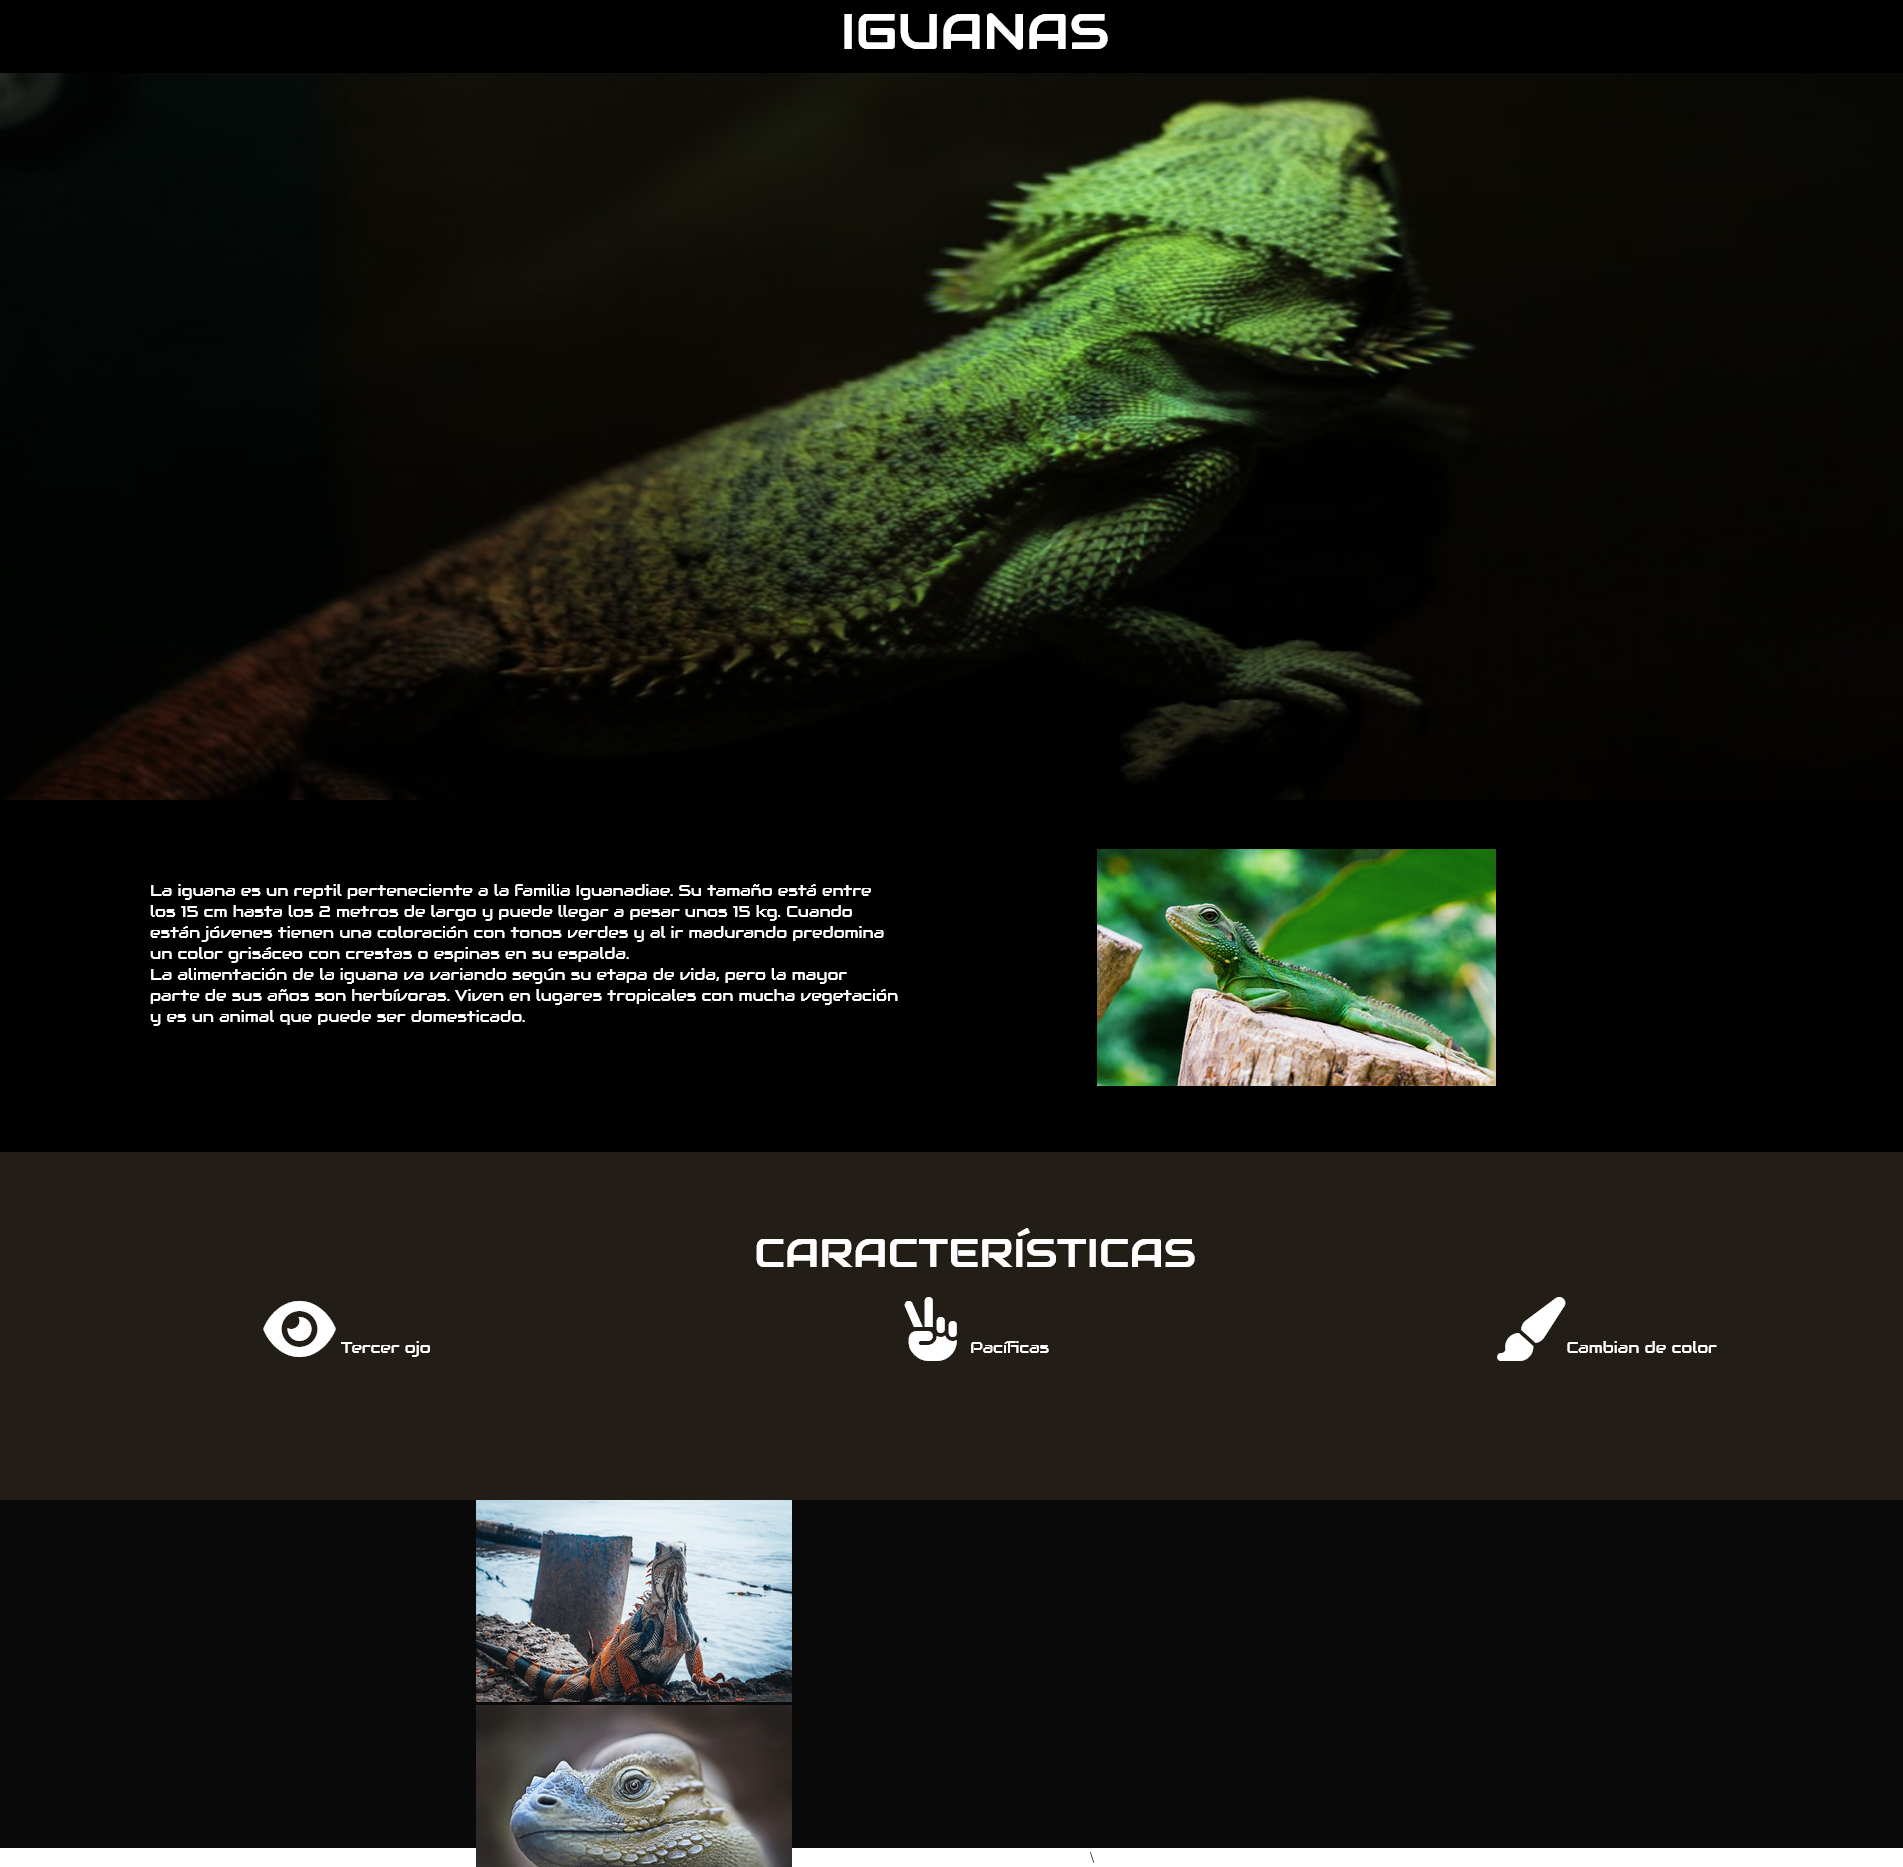 IGUANAS
La iguana es un reptil perteneciente a la familia Iguanadiae. Su tamaño está entre
los 15 cm hasta los 2 metros de largo y puede llegar a pesar unos 15 kg. Cuando
están jóvenes tienen una coloración con tonos verdes y al ir madurando predomina
un color grisáceo con crestas o espinas en su espalda.
La alimentación de la iguana va variando según su etapa de vida, pero la mayor
parte de sus años son herbívoras. Viven en lugares tropicales con mucha vegetación
y es un animal que puede ser domesticado.
CARACTERÍSTICAS
Tercer ojo
Pacíficas
Cambian de color
\